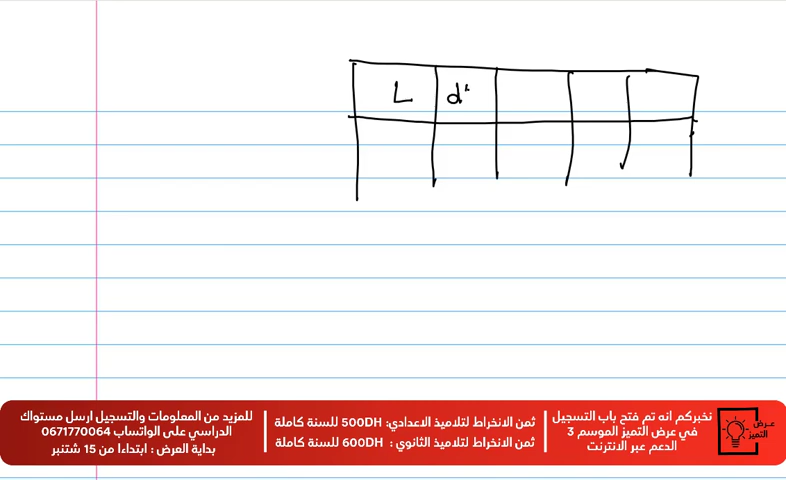 L d'
نخبركم انه تم فتح باب التسجيل
في عرض التميز الموسم 3
الدعم عبر الانترنت
ثمن الانخراط لتلاميذ الاعدادي: 500DH للسنة كاملة
ثمن الانخراط لتلاميذ الثانوي : 600DH للسنة كاملة
للمزيد من المعلومات والتسجيل ارسل مستواك
الدراسي على الواتساب 0671770064
بداية العرض : ابتداءا من 15 شتنبر
عرض
التميز